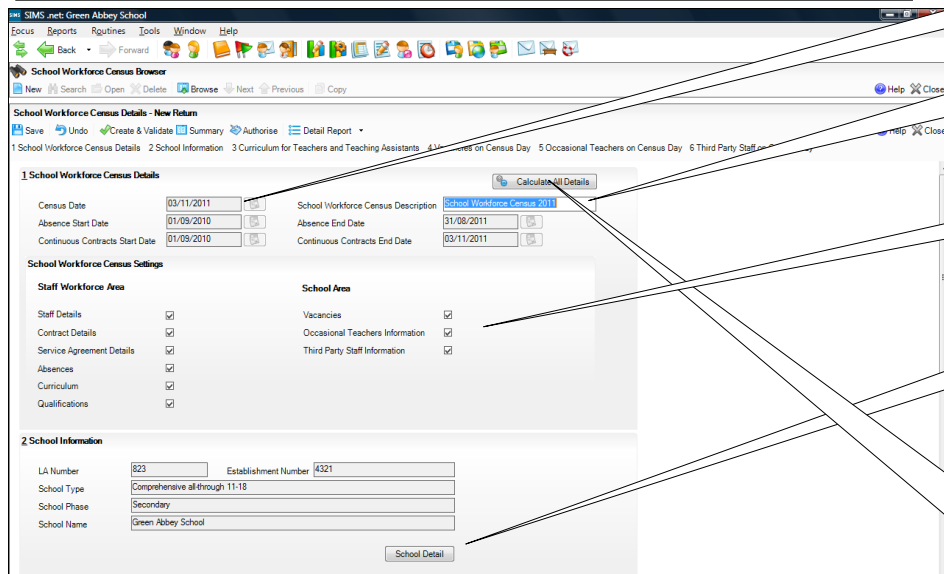 SIMS .net: Green Abbey School
Focus Reports Routines Tools Window Help
Back Forward
School Workforce Census Browser
New Search Open Delete Browse Next Previous Copy Help Close
School Workforce Census Details - New Return
Save Undo Create & Validate Summary Authorise Detail Report Help Close
1 School Workforce Census Details 2 School Information 3 Curriculum for Teachers and Teaching Assistants 4 on Census Day 5 Occasional Teachers on Census Day 6 Third Party Staff
1 School Workforce Census Details
Calculate All Details
Census Date 03/11/2011 School Workforce Census Description School Workforce Census 2011
Absence Start Date 01/09/2010 Absence End Date 31/08/2011
Continuous Contracts Start Date 01/09/2010 Continuous Contracts End Date 03/11/2011
School Workforce Census Settings
Staff Workforce Area School Area
Staff Details Vacancies
Contract Details Occasional Teachers Information
Service Agreement Details Third Party Staff Information
Absences
Curriculum
Qualifications
2 School Information
LA Number 823 Establishment Number 4321
School Type Comprehensive all-through 11-18
School Phase Secondary
School Name Green Abbey School
School Detail